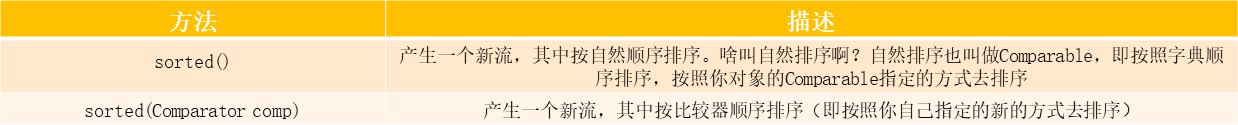 方法
描述
sorted()
产生一个新流，其中按自然顺序排序。啥叫自然排序啊？自然排序也叫做Comparable，即按照字典顺
序排序，按照你对象的Comparable指定的方式去排序
sorted(Comparator comp)
产生一个新流，其中按比较器顺序排序（即按照你自己指定的新的方式去排序）